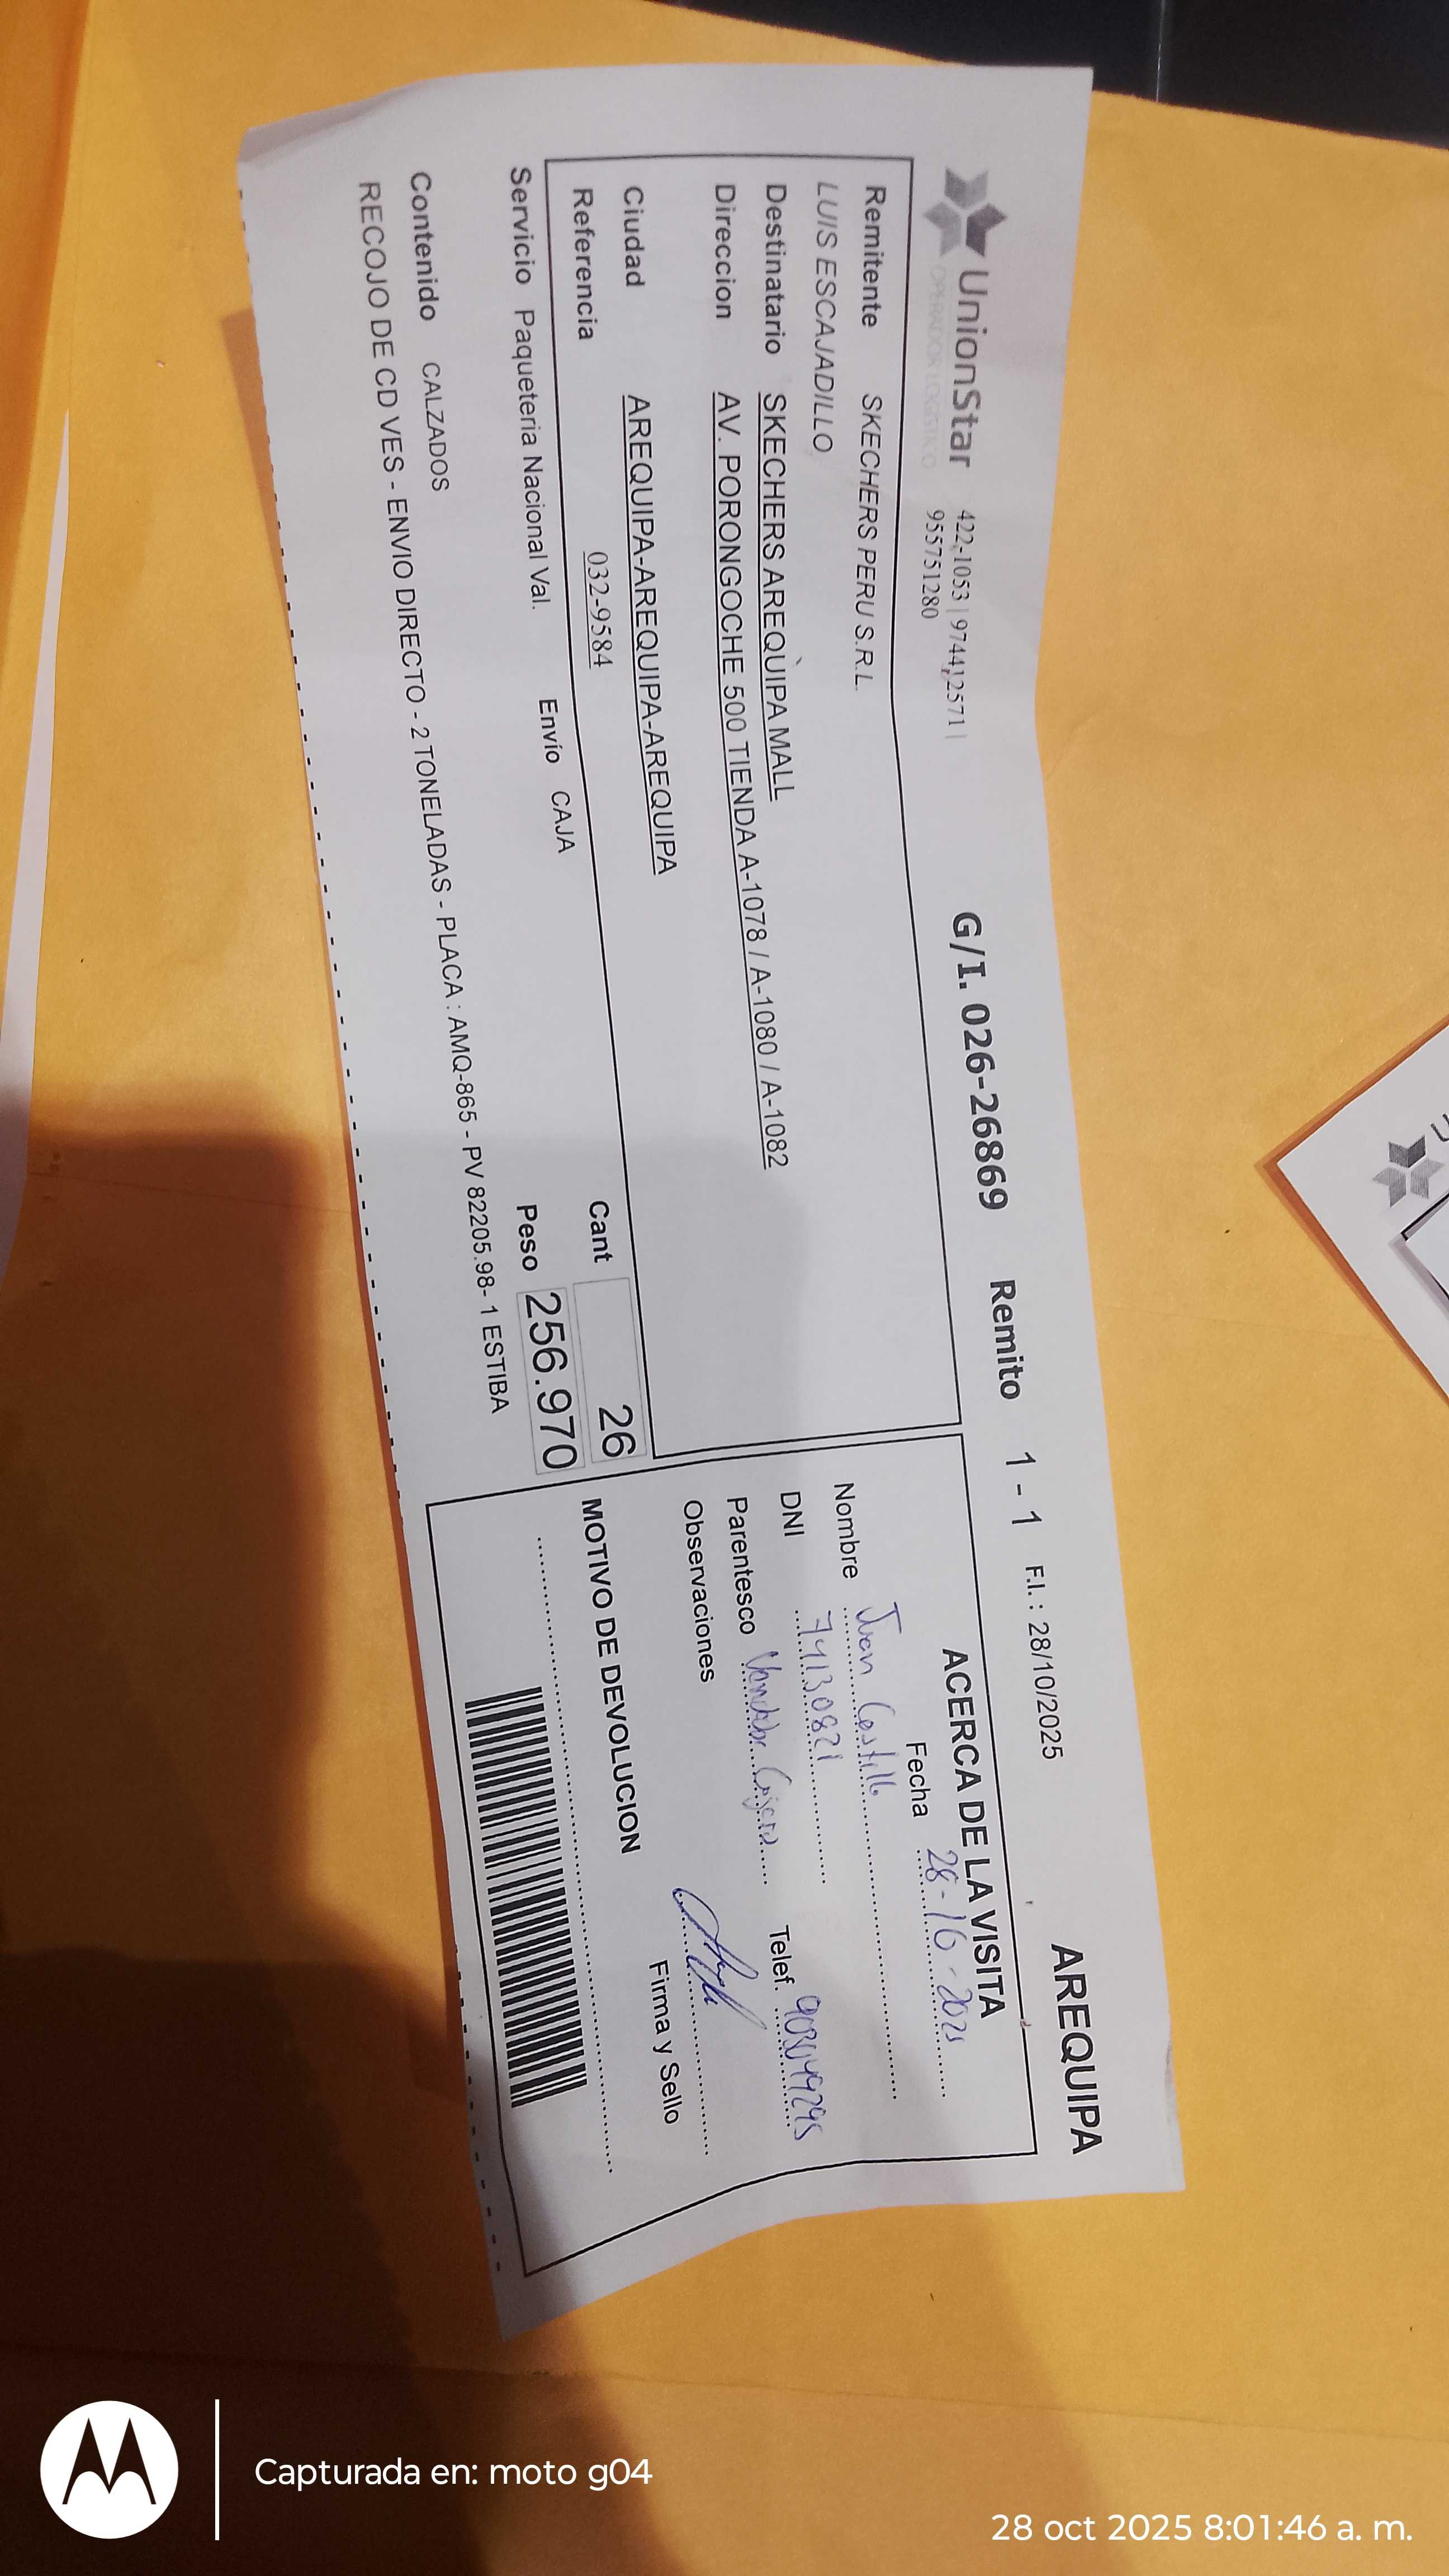 UnionStar 422-1053 | 974412571 |
OPERADOR LOGISTICO 955751280
G/I. 026-26869 Remito 1 - 1 F.I. : 28/10/2025 AREQUIPA
Remitente SKECHERS PERU S.R.L.
LUIS ESCAJADILLO
Destinatario SKECHERS AREQUIPA MALL
Direccion AV. PORONGOCHE 500 TIENDA A-1078 / A-1080 / A-1082
Ciudad AREQUIPA-AREQUIPA-AREQUIPA
Referencia 032-9584
Cant 26
Servicio Paqueteria Nacional Val. Envío CAJA
Peso 256.970
Contenido CALZADOS
RECOJO DE CD VES - ENVIO DIRECTO - 2 TONELADAS - PLACA : AMQ-865 - PV 82205.98- 1 ESTIBA
ACERCA DE LA VISITA
Fecha 28-10-2025
Nombre Juan Castillo
DNI 74130821
Parentesco Telef.
Observaciones
Firma y Sello
MOTIVO DE DEVOLUCION
Capturada en: moto g04
28 oct 2025 8:01:46 a. m.